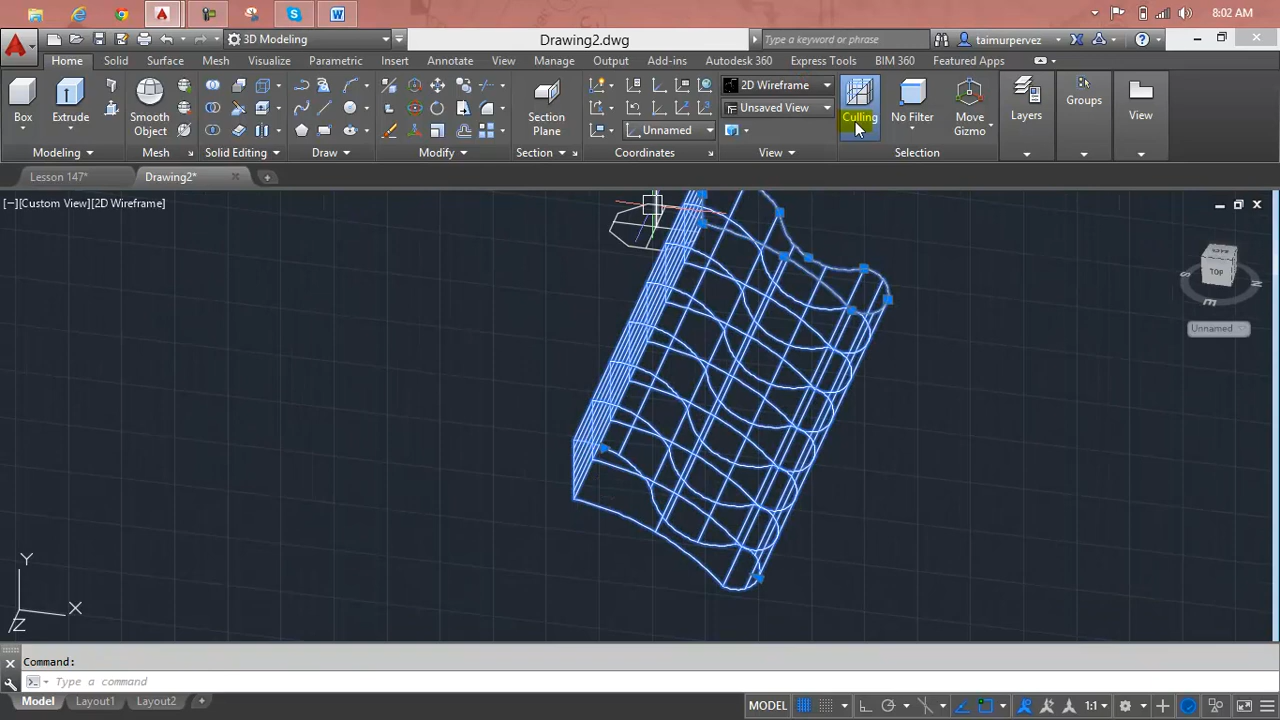 8:02 AM
3D Modeling
Drawing2.dwg
Type a keyword or phrase
taimurpervez
Home Solid Surface Mesh Visualize Parametric Insert Annotate View Manage Output Add-ins Autodesk 360 Express Tools BIM 360 Featured Apps
2D Wireframe
Unsaved View
Unnamed
Box Extrude Smooth Object Section Plane Culling No Filter Move Gizmo Layers Groups View
Modeling Mesh Solid Editing Draw Modify Section Coordinates View Selection
Lesson 147* Drawing2*
[−][Custom View][2D Wireframe]
TOP
S N E
Unnamed
Y
X
Z
Command:
Type a command
Model Layout1 Layout2
MODEL 1:1